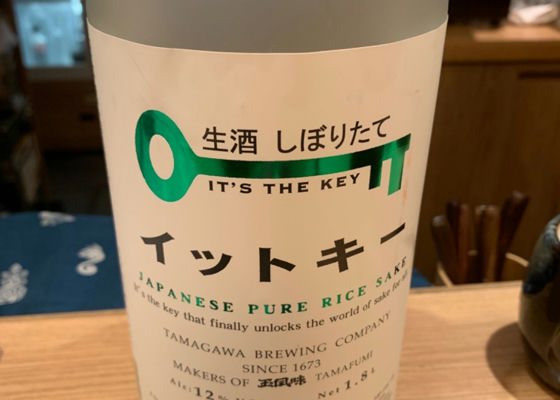 生酒 しぼりたて
IT'S THE KEY
イットキー
JAPANESE PURE RICE SAKE
It's the key that finally unlocks the world of sake for
TAMAGAWA BREWING COMPANY
SINCE 1673
MAKERS OF 玉風味 TAMAFUMI
Alc: 12% Net 1.8L